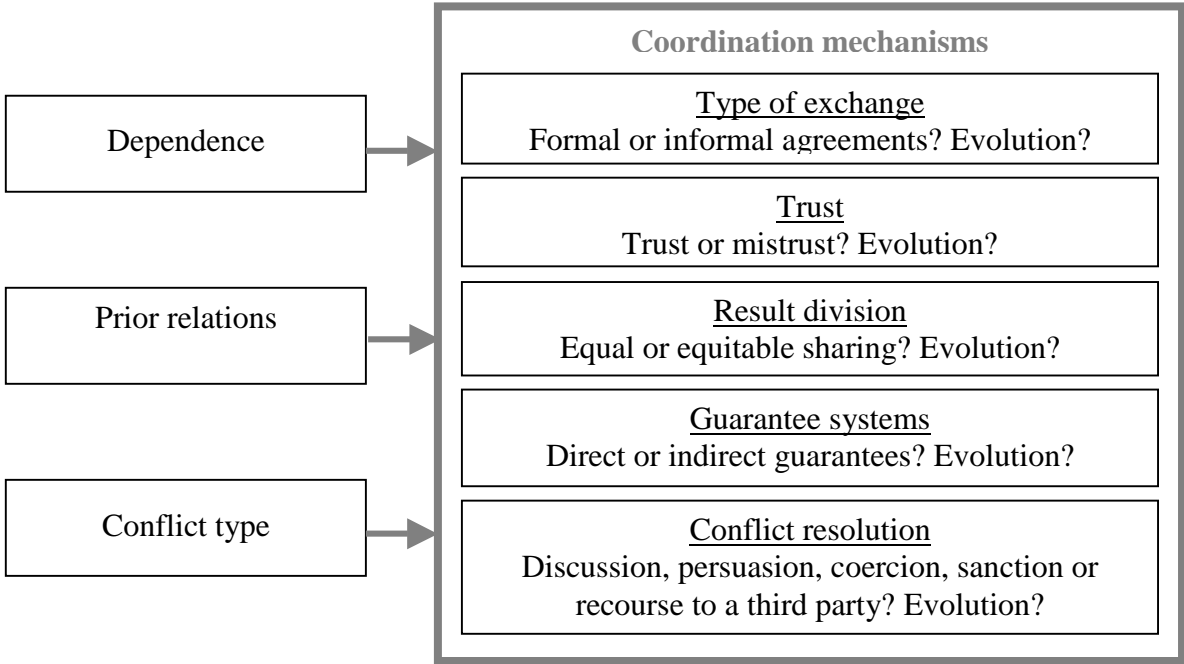 Dependence
Prior relations
Conflict type
Coordination mechanisms
Type of exchange
Formal or informal agreements? Evolution?
Trust
Trust or mistrust? Evolution?
Result division
Equal or equitable sharing? Evolution?
Guarantee systems
Direct or indirect guarantees? Evolution?
Conflict resolution
Discussion, persuasion, coercion, sanction or
recourse to a third party? Evolution?